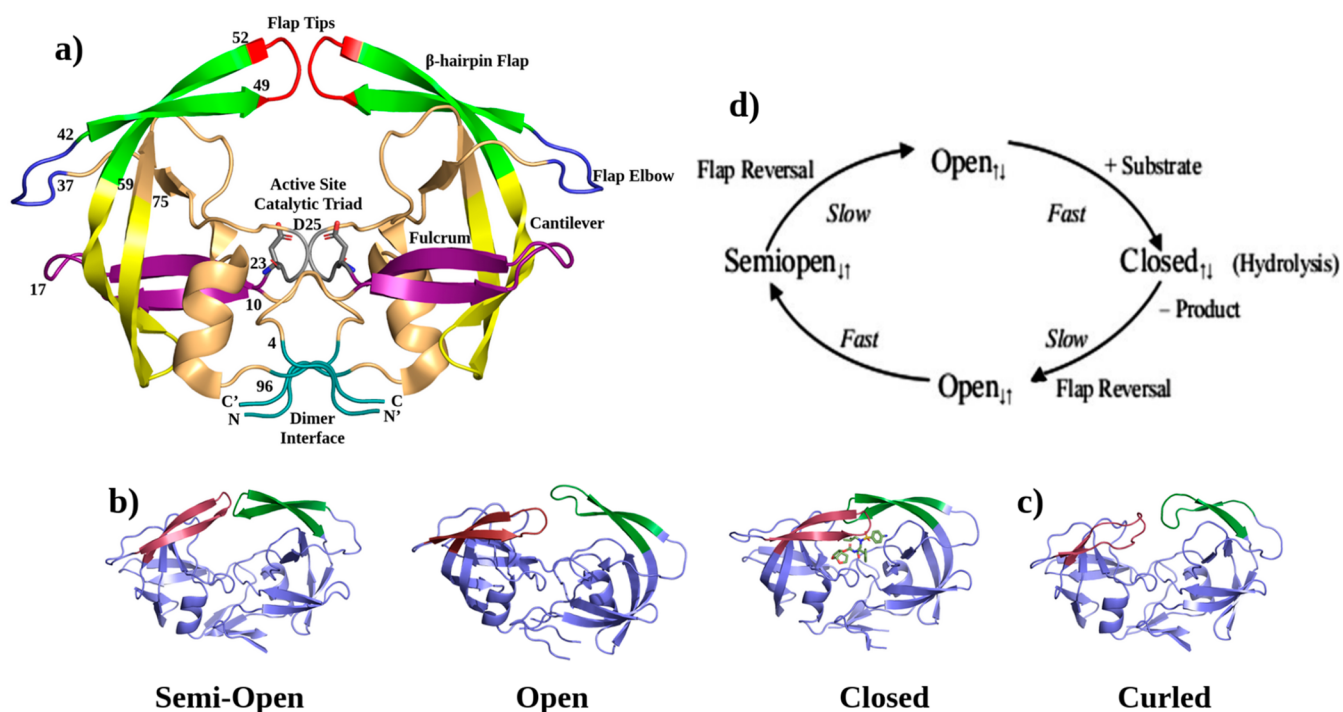 a)
Flap Tips
52
β-hairpin Flap
49
42
37
59
75
Flap Elbow
Active Site
Catalytic Triad
D25
Cantilever
Fulcrum
23
17
10
4
96
C’
C
N
N’
Dimer
Interface
d)
Flap Reversal
Open↑↓
+ Substrate
Slow
Fast
Semiopen↓↑
Closed↑↓ (Hydrolysis)
– Product
Fast
Slow
Open↓↑
Flap Reversal
b)
c)
Semi-Open
Open
Closed
Curled